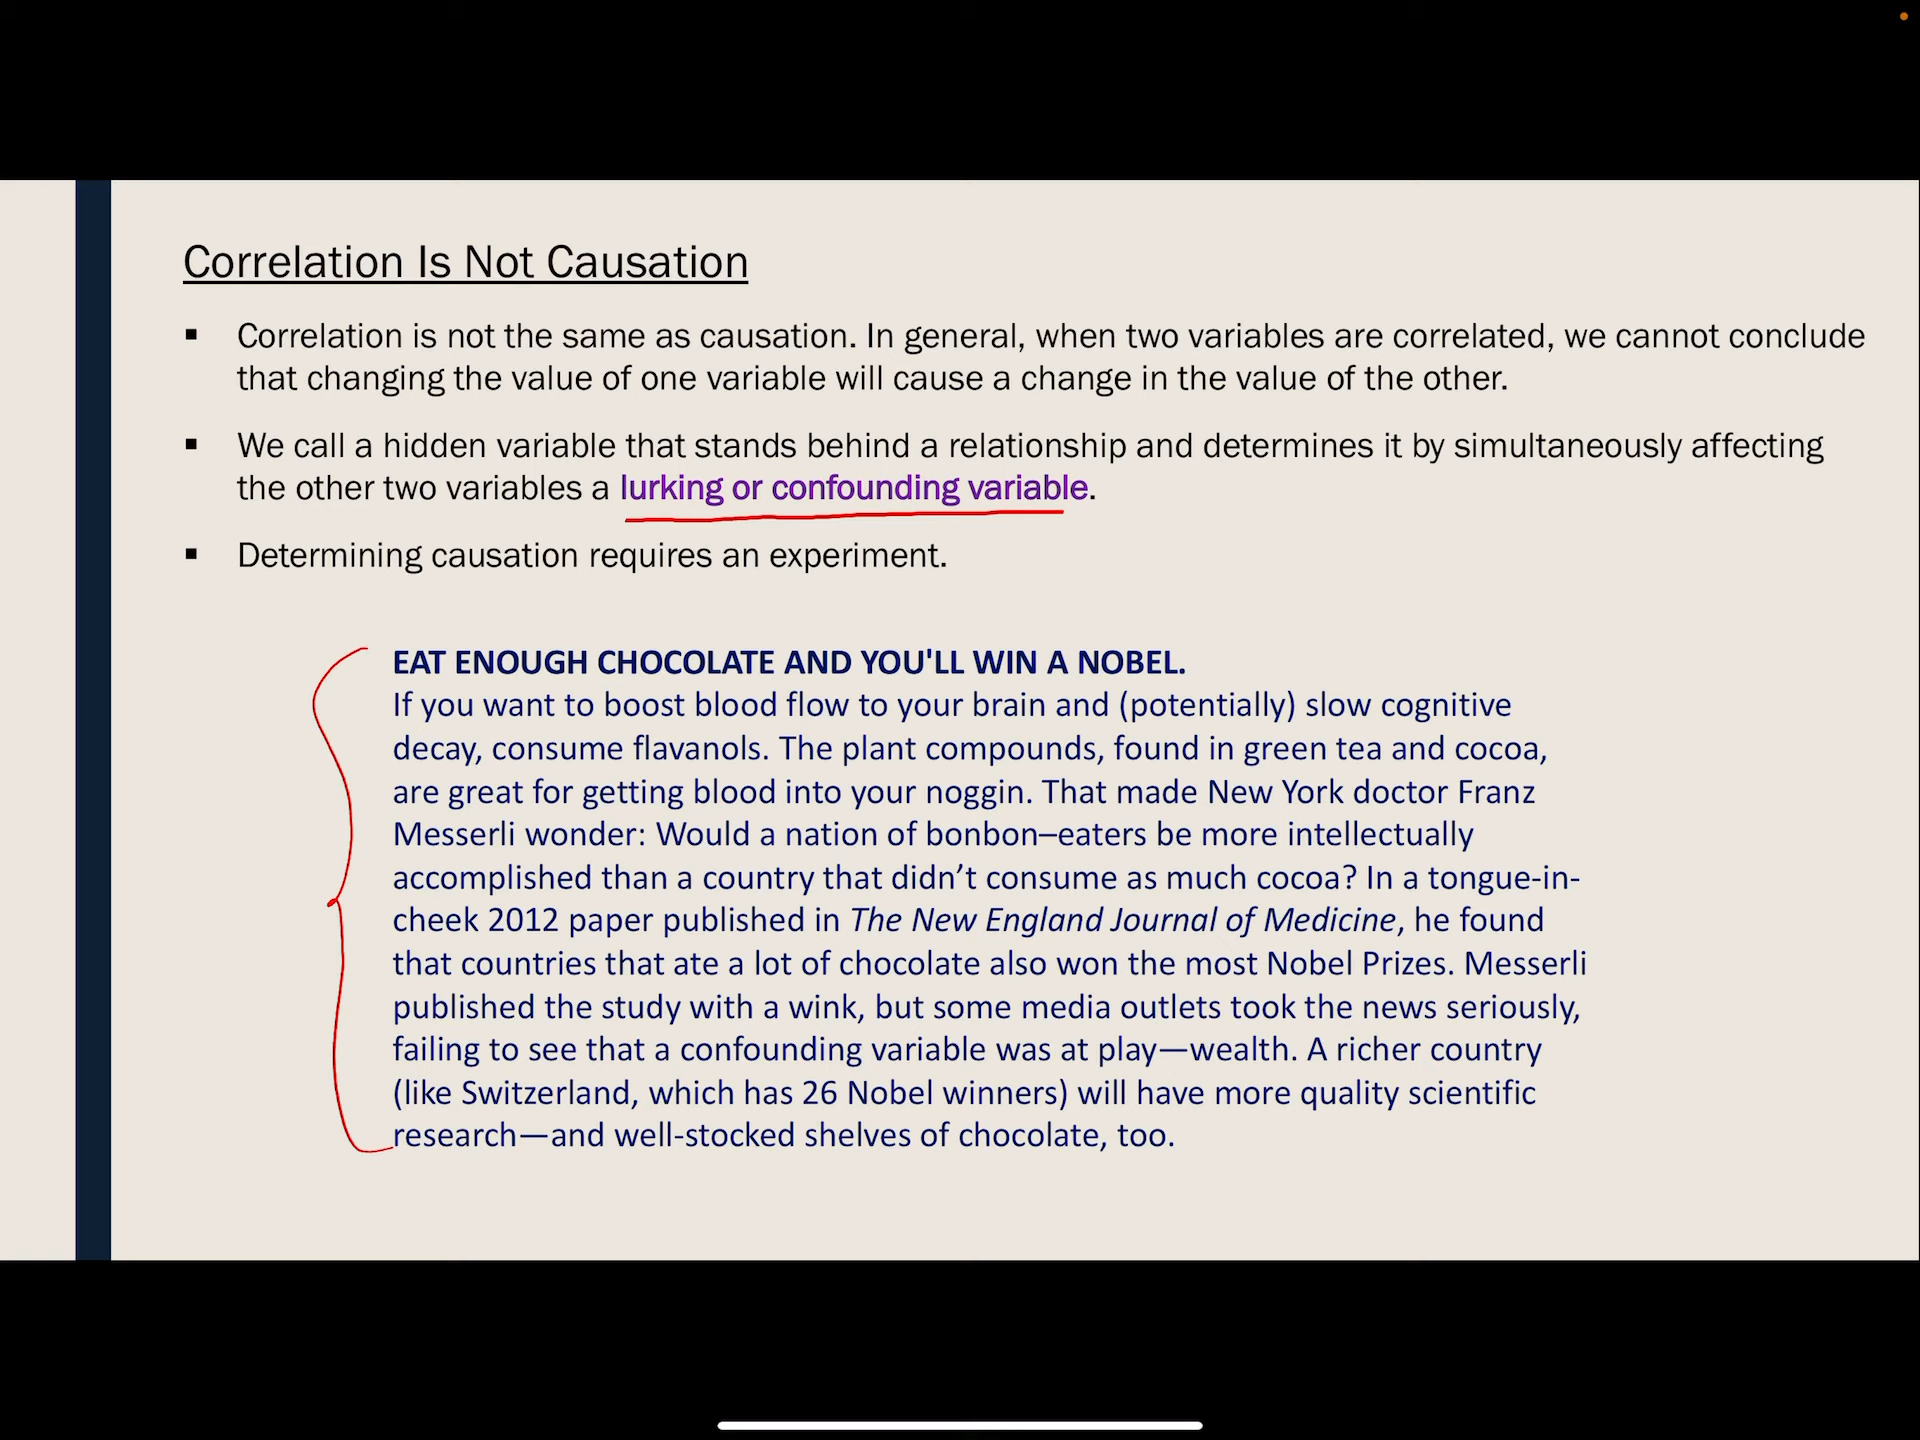 Correlation Is Not Causation
▪ Correlation is not the same as causation. In general, when two variables are correlated, we cannot conclude
that changing the value of one variable will cause a change in the value of the other.
▪ We call a hidden variable that stands behind a relationship and determines it by simultaneously affecting
the other two variables a lurking or confounding variable.
▪ Determining causation requires an experiment.
EAT ENOUGH CHOCOLATE AND YOU'LL WIN A NOBEL.
If you want to boost blood flow to your brain and (potentially) slow cognitive
decay, consume flavanols. The plant compounds, found in green tea and cocoa,
are great for getting blood into your noggin. That made New York doctor Franz
Messerli wonder: Would a nation of bonbon–eaters be more intellectually
accomplished than a country that didn’t consume as much cocoa? In a tongue-in-
cheek 2012 paper published in The New England Journal of Medicine, he found
that countries that ate a lot of chocolate also won the most Nobel Prizes. Messerli
published the study with a wink, but some media outlets took the news seriously,
failing to see that a confounding variable was at play—wealth. A richer country
(like Switzerland, which has 26 Nobel winners) will have more quality scientific
research—and well-stocked shelves of chocolate, too.